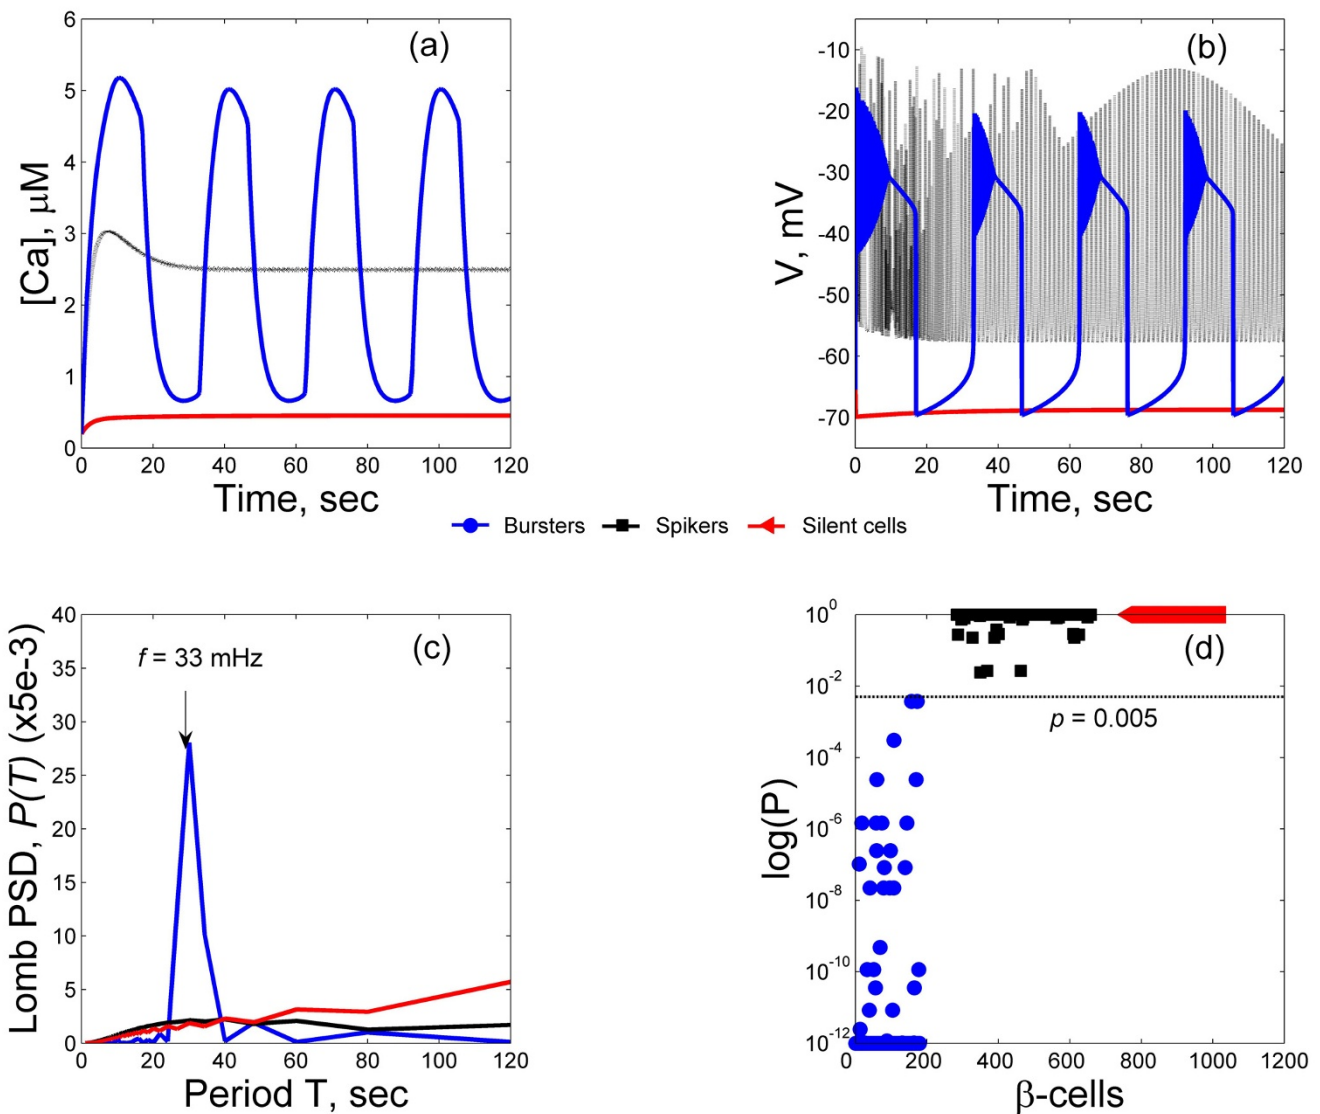 (a)
[Ca], μM
6
5
4
3
2
1
0
0 20 40 60 80 100 120
Time, sec
(b)
V, mV
-10
-20
-30
-40
-50
-60
-70
0 20 40 60 80 100 120
Time, sec
Bursters Spikers Silent cells
(c)
Lomb PSD, P(T) (x5e-3)
40
35
30
25
20
15
10
5
0
f = 33 mHz
0 20 40 60 80 100 120
Period T, sec
(d)
log(P)
10^0
10^-2
10^-4
10^-6
10^-8
10^-10
10^-12
p = 0.005
0 200 400 600 800 1000 1200
β-cells